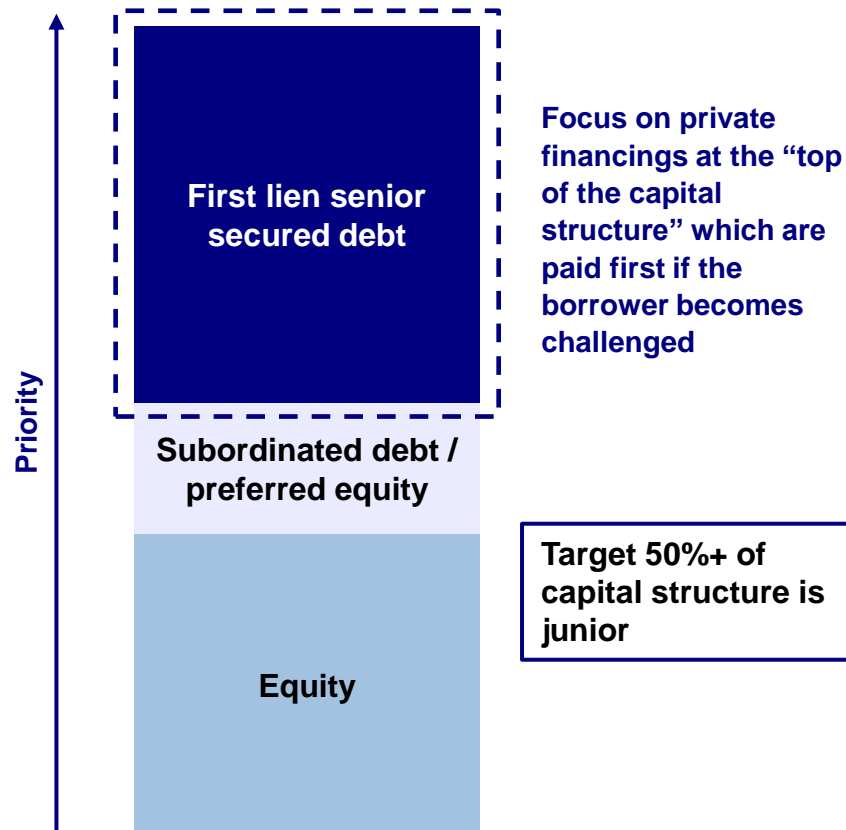 First lien senior
secured debt
Focus on private
financings at the “top
of the capital
structure” which are
paid first if the
borrower becomes
challenged
Priority
Subordinated debt /
preferred equity
Target 50%+ of
capital structure is
junior
Equity